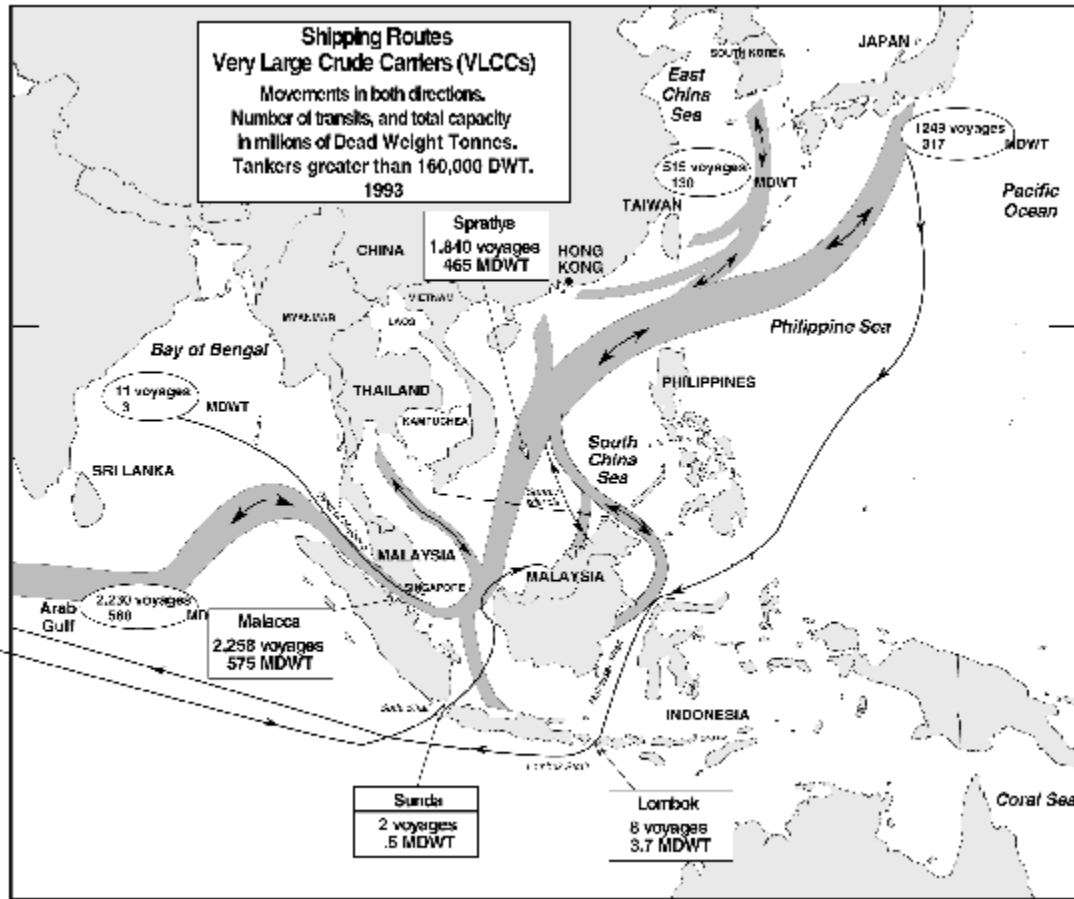 Shipping Routes
Very Large Crude Carriers (VLCCs)
Movements in both directions.
Number of transits, and total capacity
in millions of Dead Weight Tonnes.
Tankers greater than 160,000 DWT.
1993
JAPAN
SOUTH KOREA
East
China
Sea
1249 voyages
317 MDWT
515 voyages
130 MDWT
TAIWAN
Pacific
Ocean
Spratlys
1,840 voyages
465 MDWT
CHINA
HONG
KONG
VIETNAM
LAOS
MYANMAR
Philippine Sea
Bay of Bengal
THAILAND
PHILIPPINES
11 voyages
3 MDWT
KAMPUCHEA
South
China
Sea
SRI LANKA
MALAYSIA
MALAYSIA
SINGAPORE
Arab
Gulf
2,230 voyages
Malacca
2,258 voyages
575 MDWT
INDONESIA
Sunda
2 voyages
.5 MDWT
Lombok
voyages
3.7 MDWT
Coral Sea